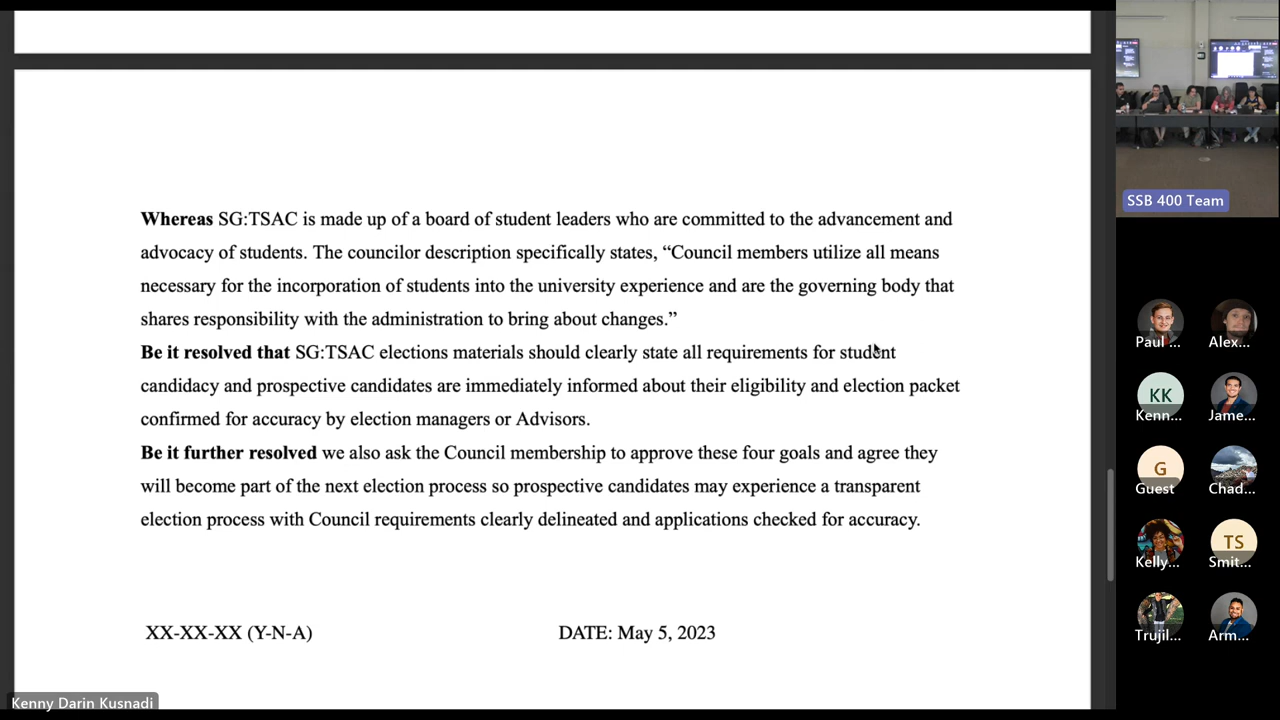 Whereas SG:TSAC is made up of a board of student leaders who are committed to the advancement and
advocacy of students. The councilor description specifically states, “Council members utilize all means
necessary for the incorporation of students into the university experience and are the governing body that
shares responsibility with the administration to bring about changes.”
Be it resolved that SG:TSAC elections materials should clearly state all requirements for student
candidacy and prospective candidates are immediately informed about their eligibility and election packet
confirmed for accuracy by election managers or Advisors.
Be it further resolved we also ask the Council membership to approve these four goals and agree they
will become part of the next election process so prospective candidates may experience a transparent
election process with Council requirements clearly delineated and applications checked for accuracy.
XX-XX-XX (Y-N-A) DATE: May 5, 2023
Kenny Darin Kusnadi
SSB 400 Team
Paul ... Alex...
KK
Kenn... Jame...
G
Guest Chad...
TS
Kelly... Smit...
Trujil... Arm...